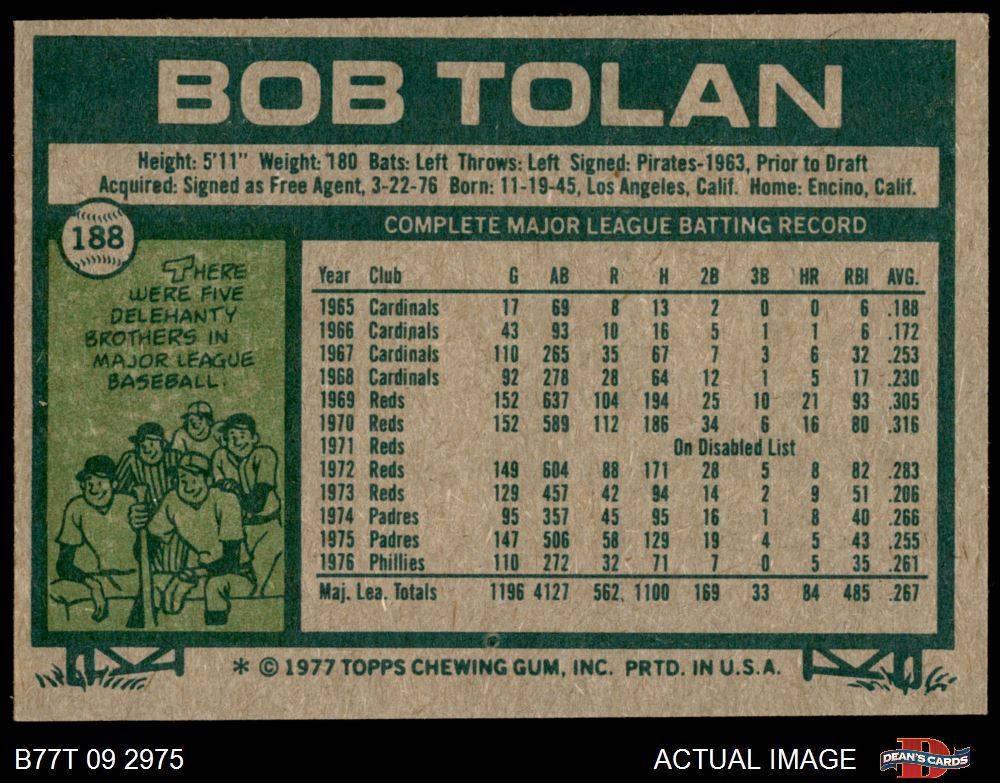 BOB TOLAN
Height: 5'11" Weight: 180 Bats: Left Throws: Left Signed: Pirates-1963, Prior to Draft
Acquired: Signed as Free Agent, 3-22-76 Born: 11-19-45, Los Angeles, Calif. Home: Encino, Calif.
188
THERE
WERE FIVE
DELEHANTY
BROTHERS IN
MAJOR LEAGUE
BASEBALL.
COMPLETE MAJOR LEAGUE BATTING RECORD
Year Club G AB R H 2B 3B HR RBI AVG.
1965 Cardinals 17 69 8 13 2 0 0 6 .188
1966 Cardinals 43 93 10 16 5 1 1 6 .172
1967 Cardinals 110 265 35 67 7 3 6 32 .253
1968 Cardinals 92 278 28 64 12 1 5 17 .230
1969 Reds 152 637 104 194 25 10 21 93 .305
1970 Reds 152 589 112 186 34 6 16 80 .316
1971 Reds On Disabled List
1972 Reds 149 604 88 171 28 5 8 82 .283
1973 Reds 129 457 42 94 14 2 9 51 .206
1974 Padres 95 357 45 95 16 1 8 40 .266
1975 Padres 147 506 58 129 19 4 5 43 .255
1976 Phillies 110 272 32 71 7 0 5 35 .261
Maj. Lea. Totals 1196 4127 562 1100 169 33 84 485 .267
* © 1977 TOPPS CHEWING GUM, INC. PRTD. IN U.S.A.
B77T 09 2975
ACTUAL IMAGE
DEAN'S CARDS